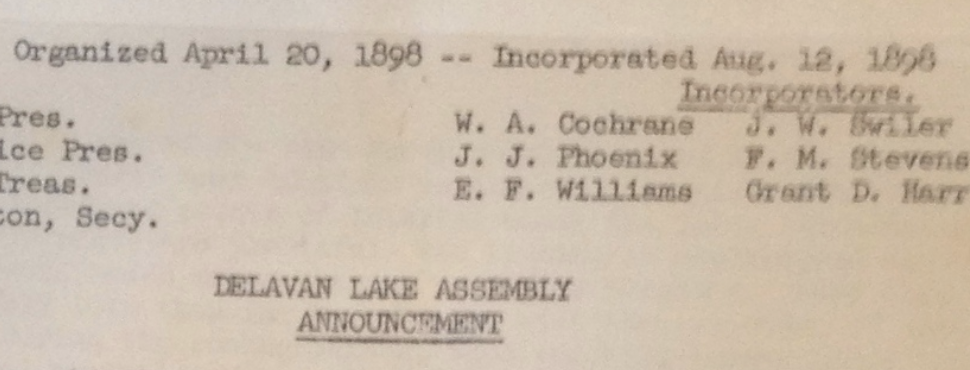 Organized April 20, 1898 -- Incorporated Aug. 12, 1898
Incorporators.
Pres. W. A. Cochrane J. W. Swiler
ice Pres. J. J. Phoenix F. M. Stevens
Treas. E. F. Williams Grant D. Harr
ton, Secy.
DELAVAN LAKE ASSEMBLY
ANNOUNCEMENT